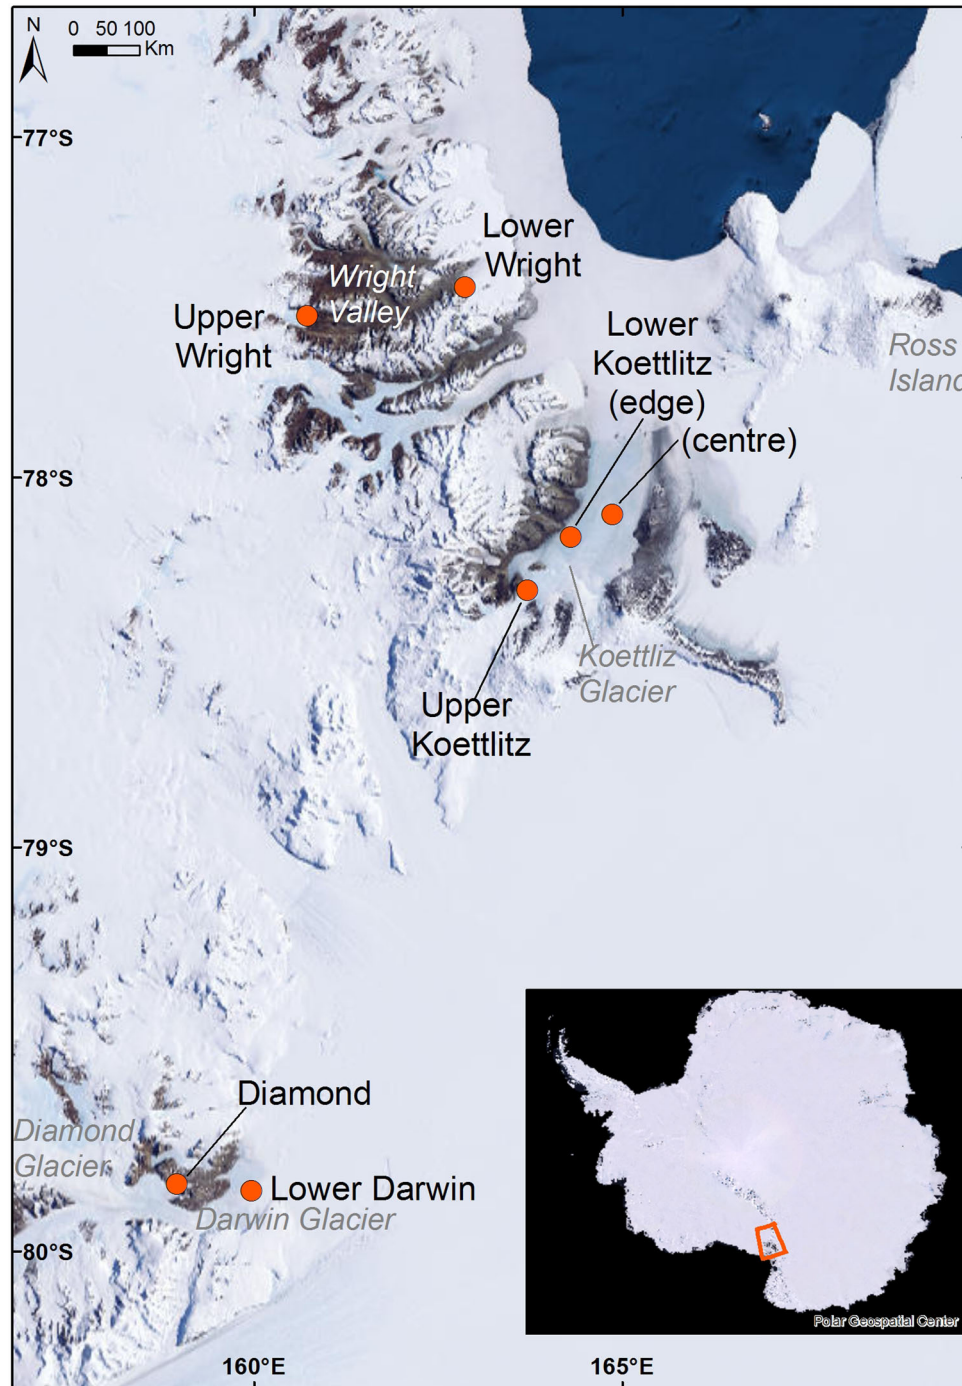 N
0 50 100
Km
77°S
Lower
Wright
Wright
Valley
Upper
Wright
Lower
Koettlitz
(edge)
(centre)
Ross
Islanc
78°S
Koettliz
Glacier
Upper
Koettlitz
79°S
Diamond
Diamond
Glacier
Lower Darwin
Darwin Glacier
80°S
Polar Geospatial Center
160°E
165°E